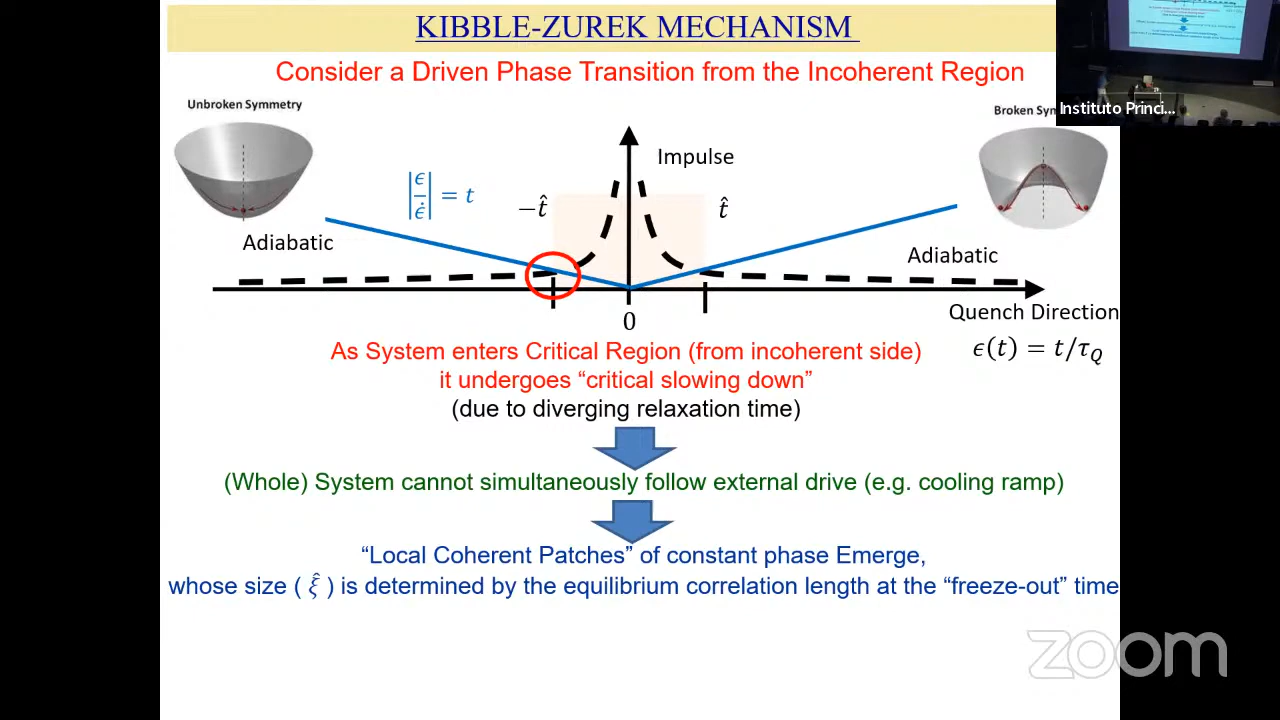 KIBBLE-ZUREK MECHANISM
Consider a Driven Phase Transition from the Incoherent Region
Unbroken Symmetry
Broken Sym
Instituto Princi...
Impulse
|ϵ/ϵ̇| = t
−t̂
t̂
Adiabatic
Adiabatic
0
Quench Direction
ϵ(t) = t/τ_Q
As System enters Critical Region (from incoherent side)
it undergoes “critical slowing down”
(due to diverging relaxation time)
(Whole) System cannot simultaneously follow external drive (e.g. cooling ramp)
“Local Coherent Patches” of constant phase Emerge,
whose size ( ξ̂ ) is determined by the equilibrium correlation length at the “freeze-out” time
zoom